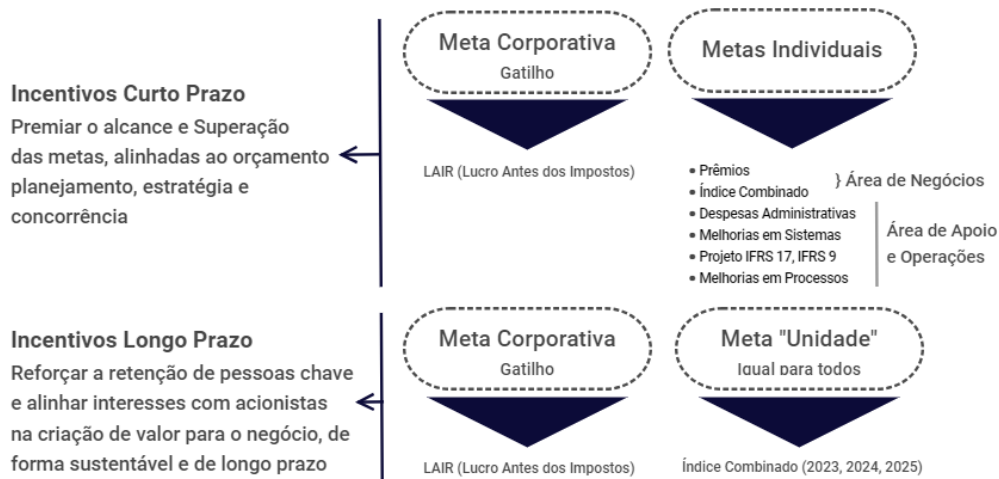 Incentivos Curto Prazo
Premiar o alcance e Superação
das metas, alinhadas ao orçamento
planejamento, estratégia e
concorrência
Meta Corporativa
Gatilho
LAIR (Lucro Antes dos Impostos)
Metas Individuais
• Prêmios
• Índice Combinado
} Área de Negócios
• Despesas Administrativas
• Melhorias em Sistemas
• Projeto IFRS 17, IFRS 9
• Melhorias em Processos
Área de Apoio
e Operações
Incentivos Longo Prazo
Reforçar a retenção de pessoas chave
e alinhar interesses com acionistas
na criação de valor para o negócio, de
forma sustentável e de longo prazo
Meta Corporativa
Gatilho
LAIR (Lucro Antes dos Impostos)
Meta "Unidade"
Igual para todos
Índice Combinado (2023, 2024, 2025)